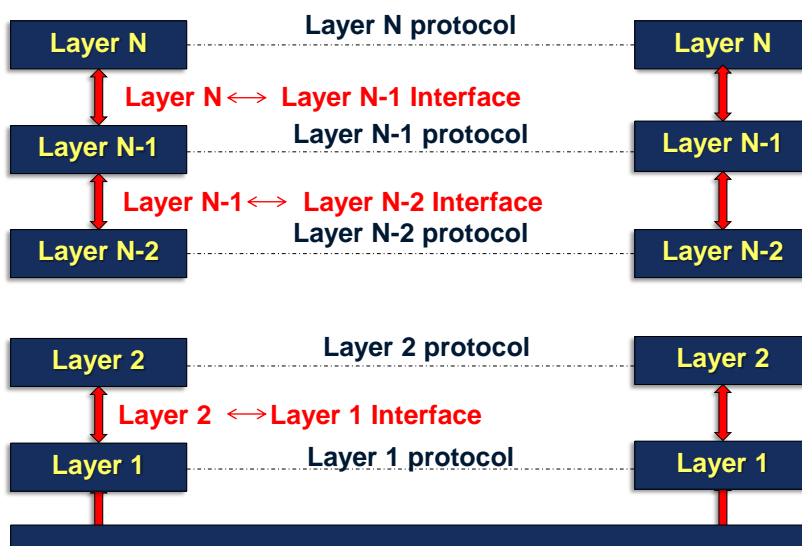 Layer N protocol
Layer N Layer N
Layer N ⟷ Layer N-1 Interface
Layer N-1 protocol
Layer N-1 Layer N-1
Layer N-1 ⟷ Layer N-2 Interface
Layer N-2 protocol
Layer N-2 Layer N-2
Layer 2 protocol
Layer 2 Layer 2
Layer 2 ⟷ Layer 1 Interface
Layer 1 protocol
Layer 1 Layer 1